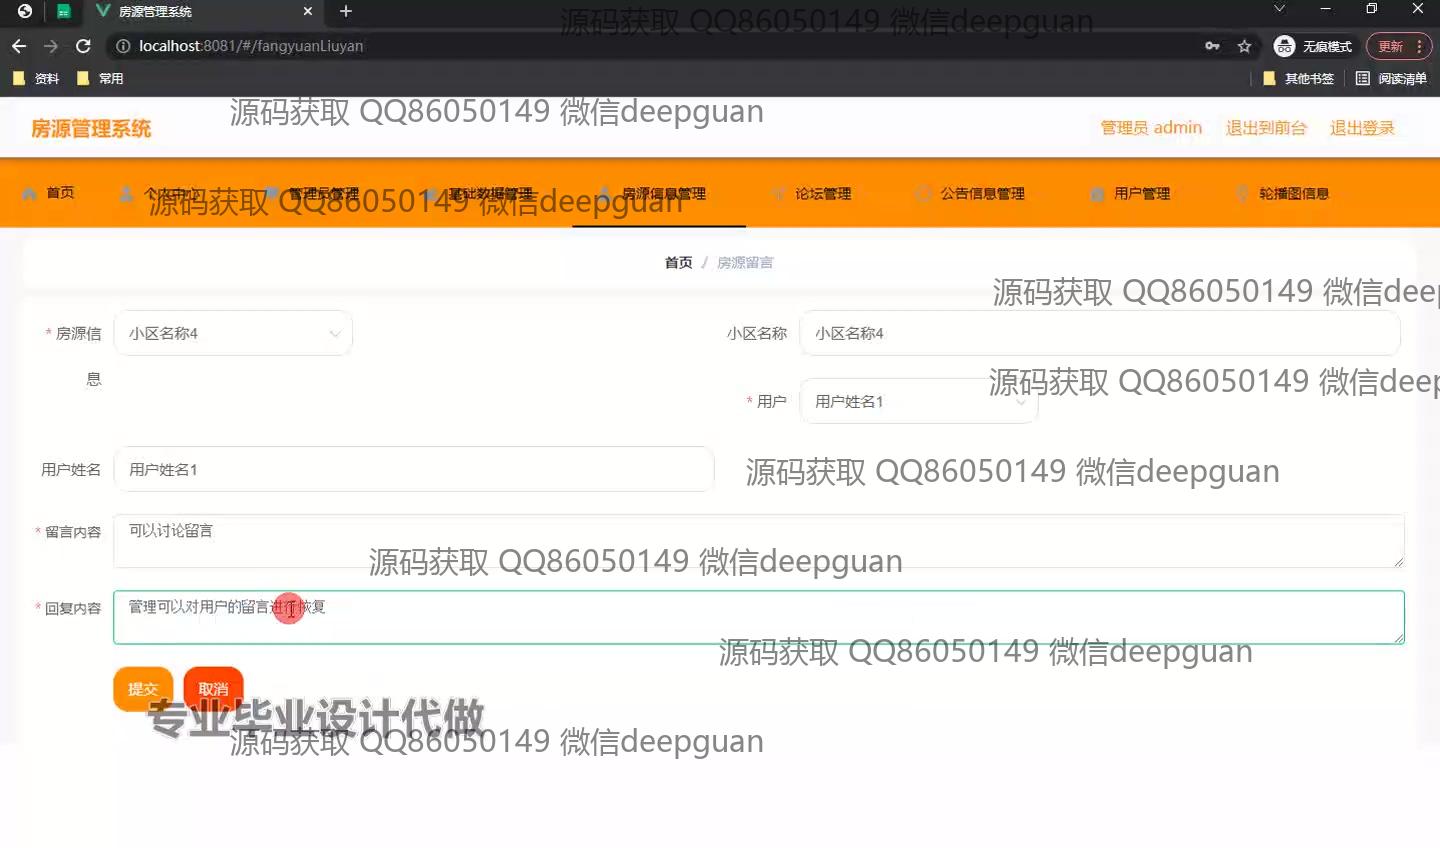 房源管理系统
源码获取 QQ86050149 微信deepguan
localhost:8081/#/fangyuanLiuyan
无痕模式
更新
资料
常用
其他书签
阅读清单
源码获取 QQ86050149 微信deepguan
房源管理系统
管理员 admin
退出到前台
退出登录
首页
个人中心
管理员管理
基础数据管理
房源信息管理
论坛管理
公告信息管理
用户管理
轮播图信息
源码获取 QQ86050149 微信deepguan
首页 / 房源留言
源码获取 QQ86050149 微信deep
* 房源信
息
小区名称4
小区名称
小区名称4
源码获取 QQ86050149 微信deep
* 用户
用户姓名1
用户姓名
用户姓名1
源码获取 QQ86050149 微信deepguan
* 留言内容
可以讨论留言
源码获取 QQ86050149 微信deepguan
* 回复内容
管理可以对用户的留言进行恢复
源码获取 QQ86050149 微信deepguan
提交
取消
专业毕业设计代做
源码获取 QQ86050149 微信deepguan